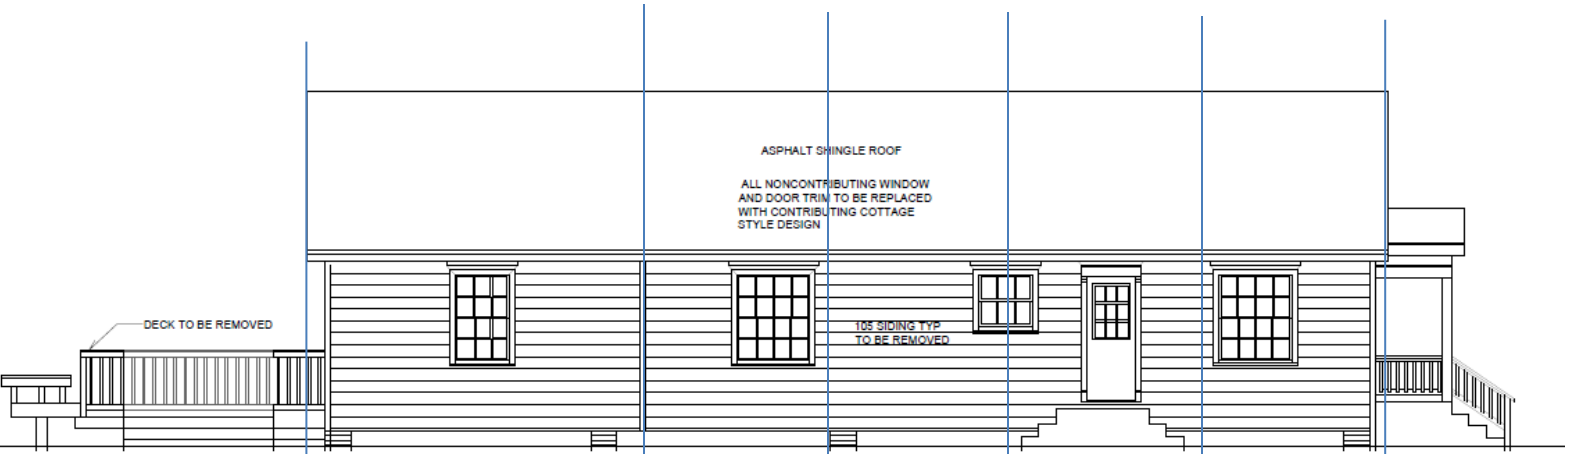 ASPHALT SHINGLE ROOF
ALL NONCONTRIBUTING WINDOW
AND DOOR TRIM TO BE REPLACED
WITH CONTRIBUTING COTTAGE
STYLE DESIGN
DECK TO BE REMOVED
105 SIDING TYP
TO BE REMOVED